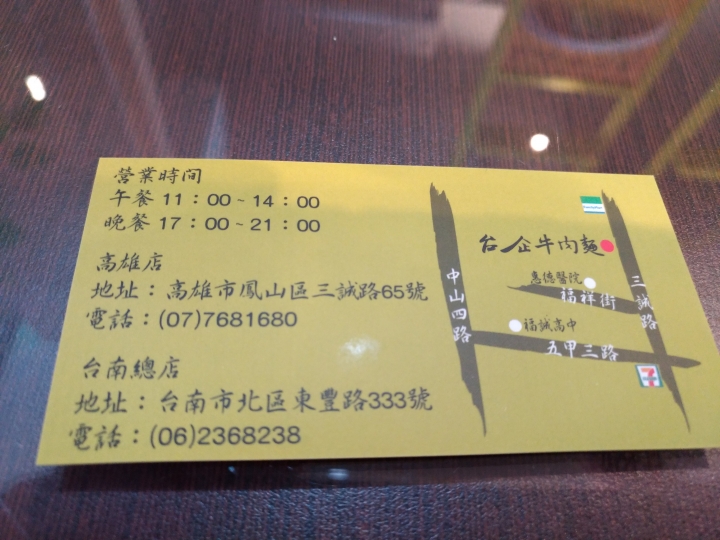 營業時間
午餐 11：00~14：00
晚餐 17：00~21：00
高雄店
地址：高雄市鳳山區三誠路65號
電話：(07)7681680
台南總店
地址：台南市北區東豐路333號
電話：(06)2368238
台企牛肉麵
惠德醫院
福祥街
三誠路
中山四路
福誠高中
五甲三路
7